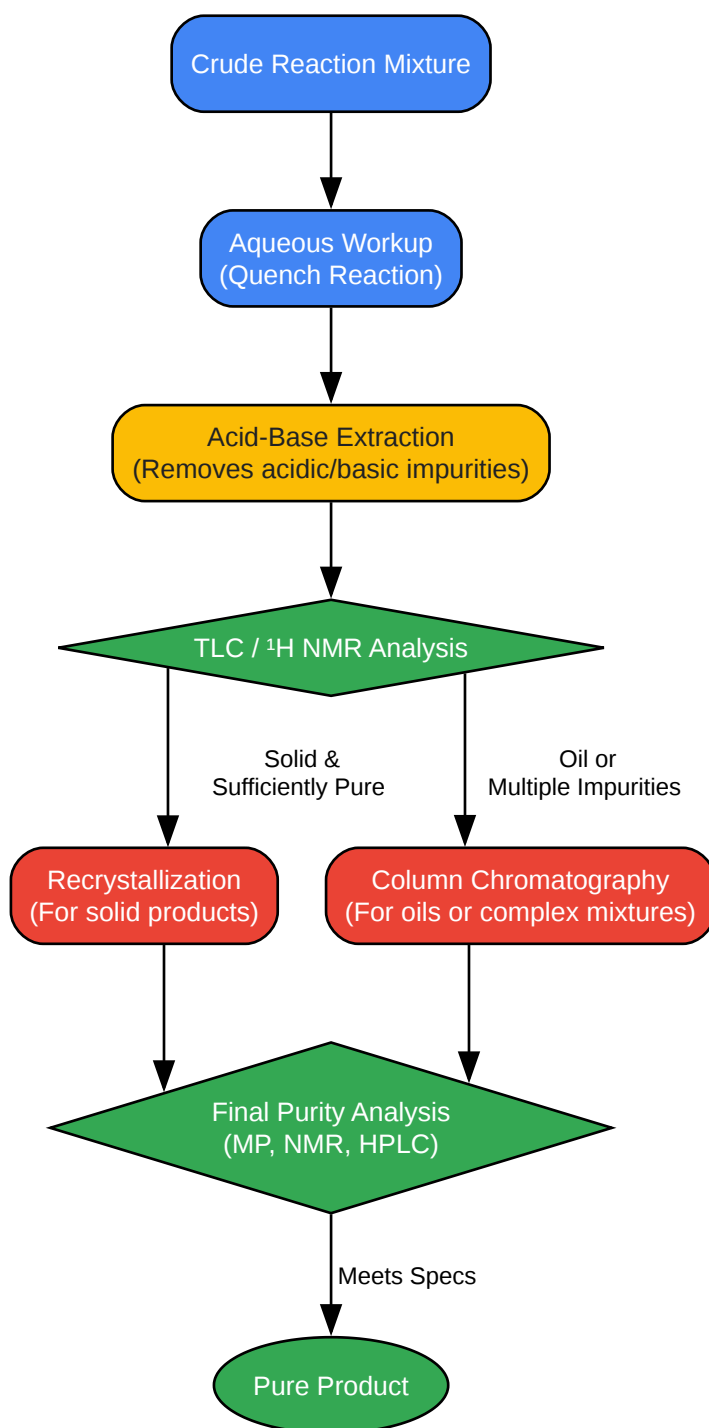 Crude Reaction Mixture
Aqueous Workup
(Quench Reaction)
Acid-Base Extraction
(Removes acidic/basic impurities)
TLC / ¹H NMR Analysis
Solid &
Sufficiently Pure
Oil or
Multiple Impurities
Recrystallization
(For solid products)
Column Chromatography
(For oils or complex mixtures)
Final Purity Analysis
(MP, NMR, HPLC)
Meets Specs
Pure Product